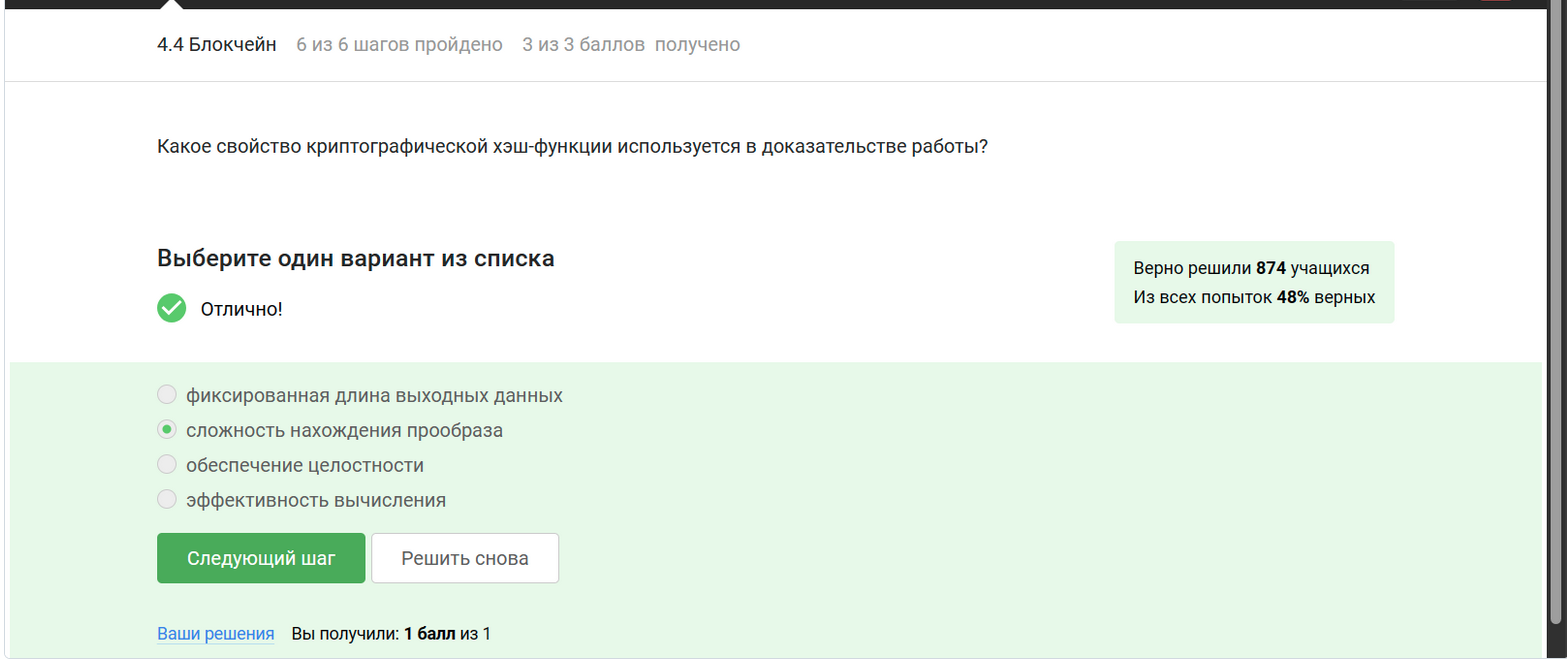 4.4 Блокчейн 6 из 6 шагов пройдено 3 из 3 баллов получено
Какое свойство криптографической хэш-функции используется в доказательстве работы?
Выберите один вариант из списка
Отлично!
Верно решили 874 учащихся
Из всех попыток 48% верных
фиксированная длина выходных данных
сложность нахождения прообраза
обеспечение целостности
эффективность вычисления
Следующий шаг Решить снова
Ваши решения Вы получили: 1 балл из 1